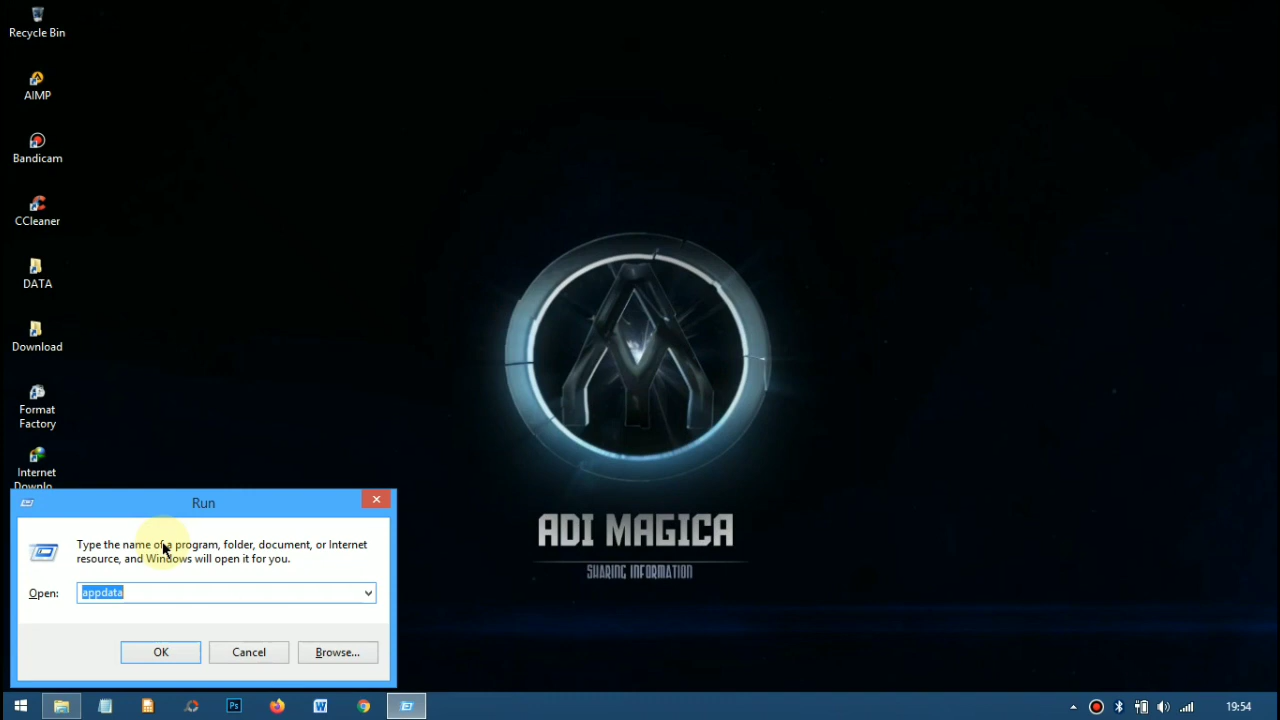 Recycle Bin
AIMP
Bandicam
CCleaner
DATA
Download
Format
Factory
Internet
Downlo...
Run
Type the name of a program, folder, document, or Internet
resource, and Windows will open it for you.
Open:
appdata
OK
Cancel
Browse...
ADI MAGICA
SHARING INFORMATION
Ps
19:54